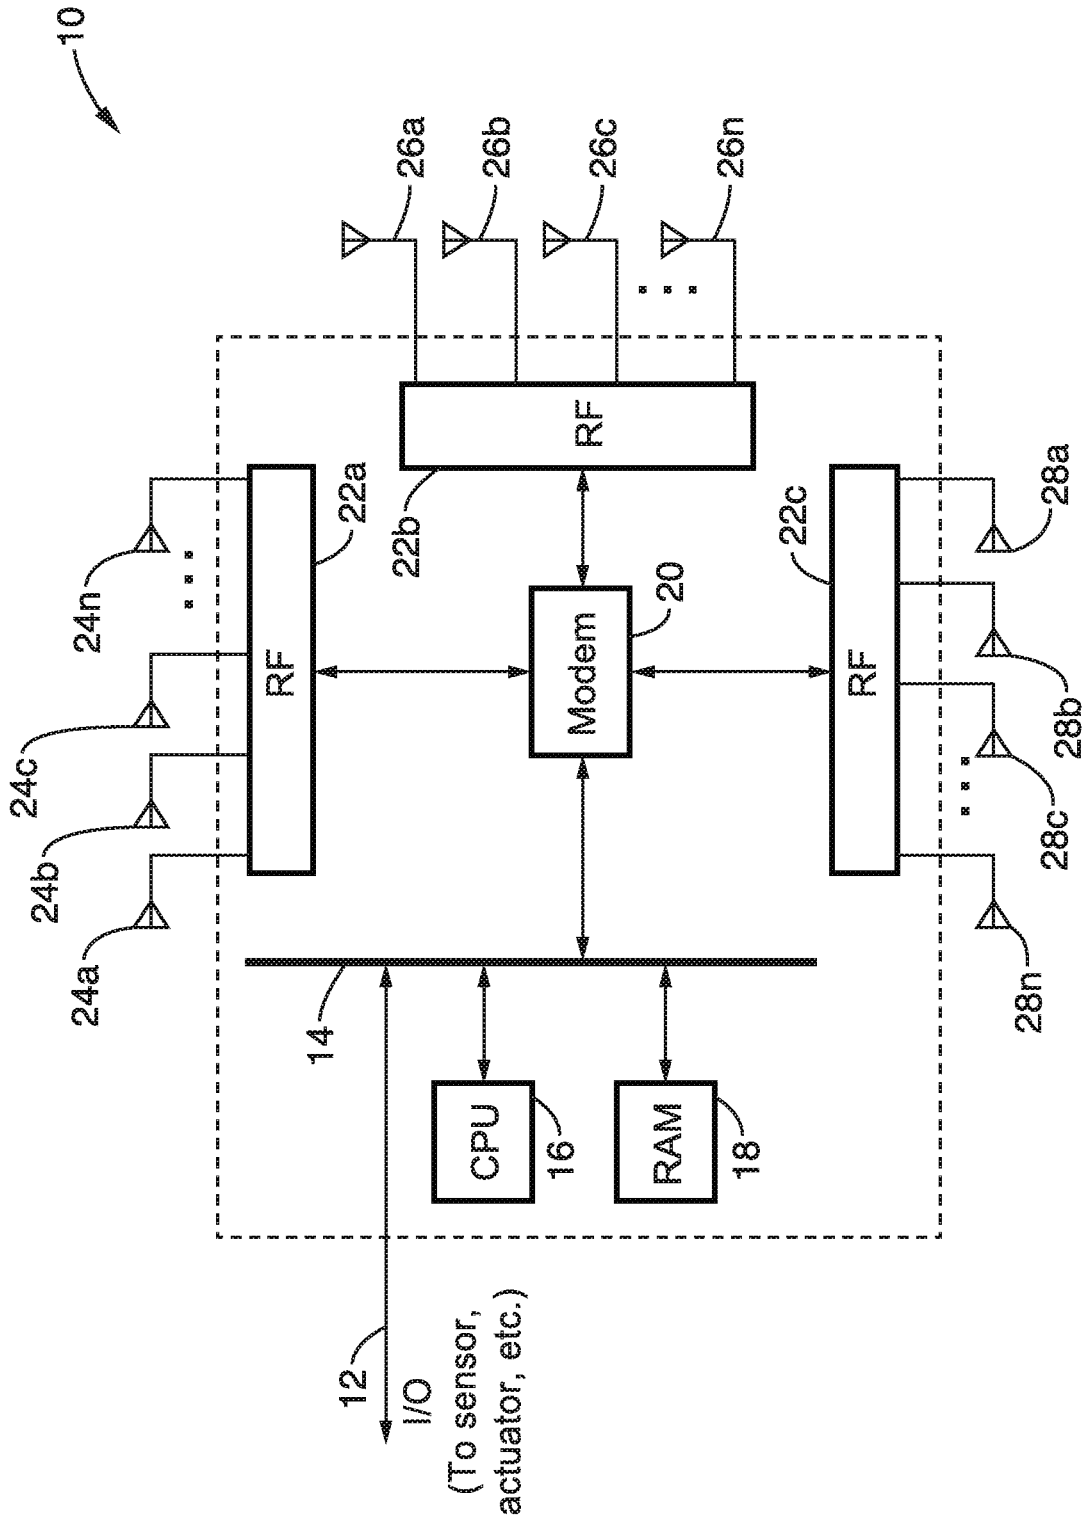 10
24a
24b
24c
24n
RF
22a
26a
26b
26c
26n
RF
22b
Modem
20
22c
RF
28a
28b
28c
28n
14
CPU
16
RAM
18
12
I/O
(To sensor,
actuator, etc.)